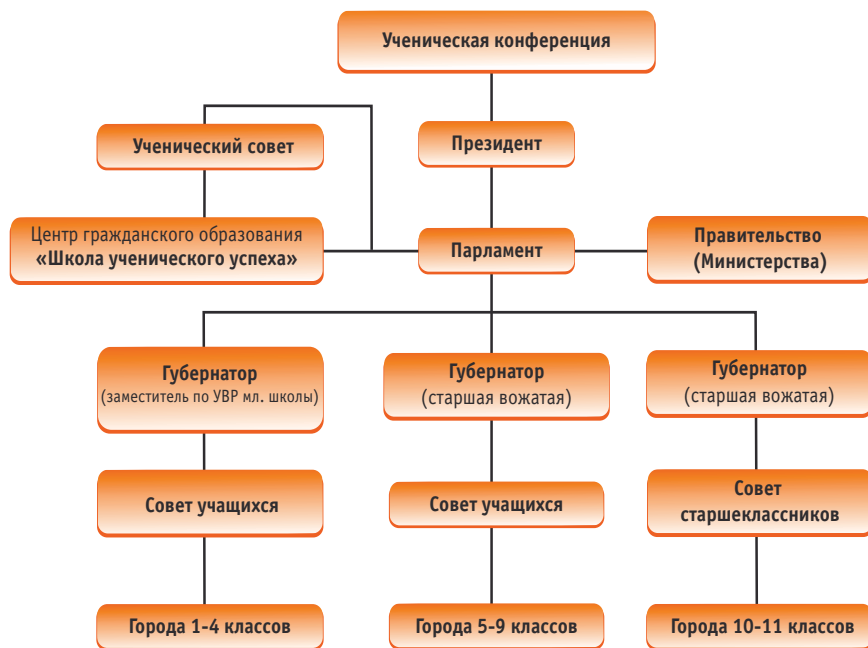 Ученическая конференция
Ученический совет
Президент
Центр гражданского образования
«Школа ученического успеха»
Парламент
Правительство
(Министерства)
Губернатор
(заместитель по УВР мл. школы)
Губернатор
(старшая вожатая)
Губернатор
(старшая вожатая)
Совет учащихся
Совет учащихся
Совет
старшеклассников
Города 1-4 классов
Города 5-9 классов
Города 10-11 классов